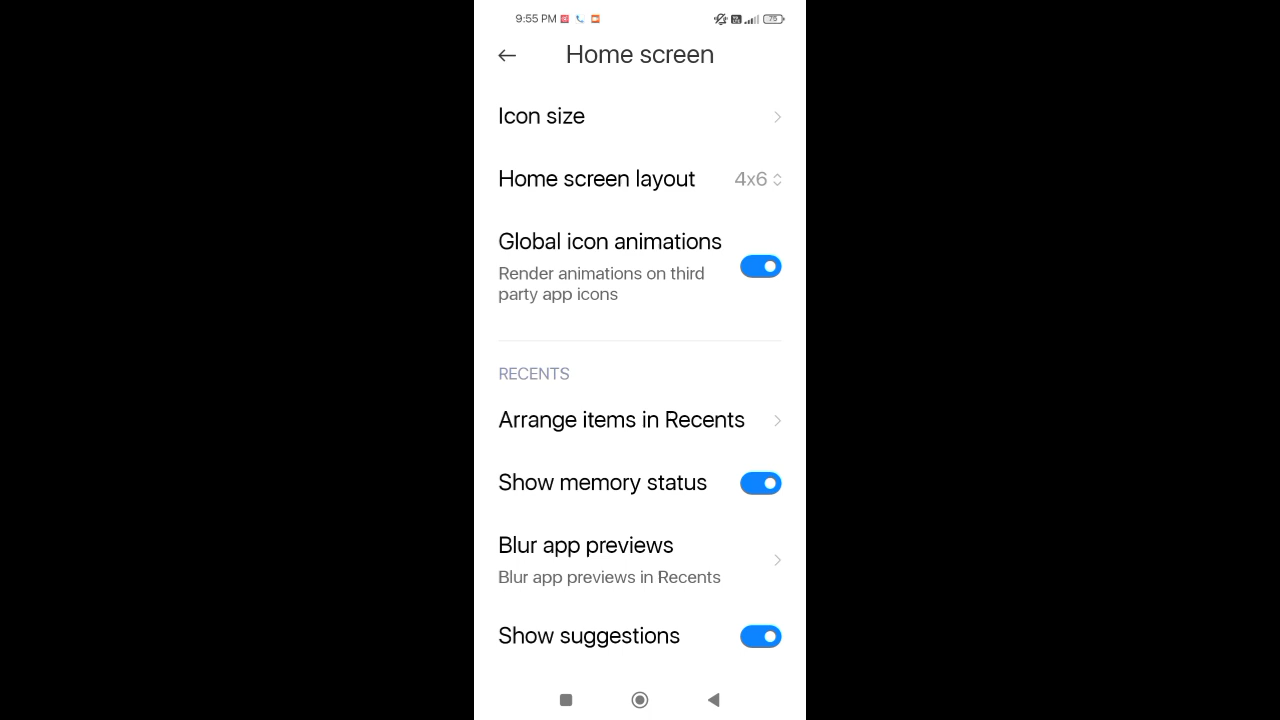 9:55 PM
75
Home screen
Icon size
Home screen layout 4x6
Global icon animations
Render animations on third
party app icons
RECENTS
Arrange items in Recents
Show memory status
Blur app previews
Blur app previews in Recents
Show suggestions